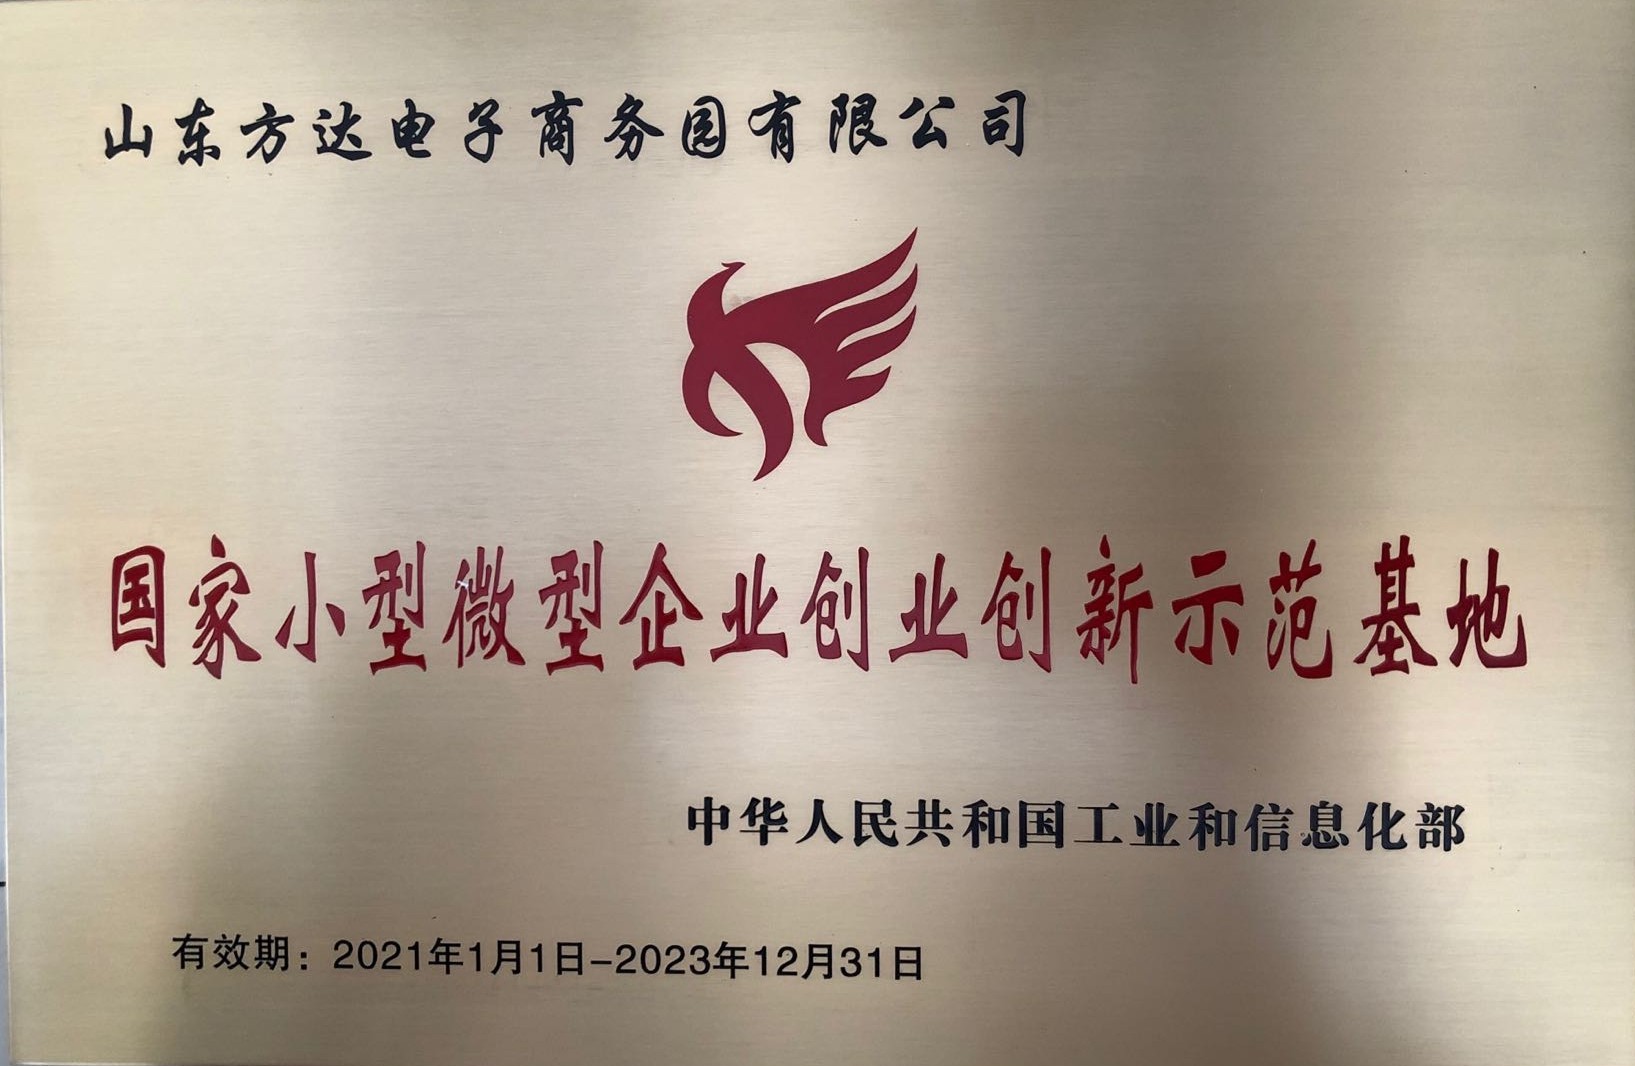 山东方达电子商务园有限公司
国家小型微型企业创业创新示范基地
中华人民共和国工业和信息化部
有效期：2021年1月1日-2023年12月31日